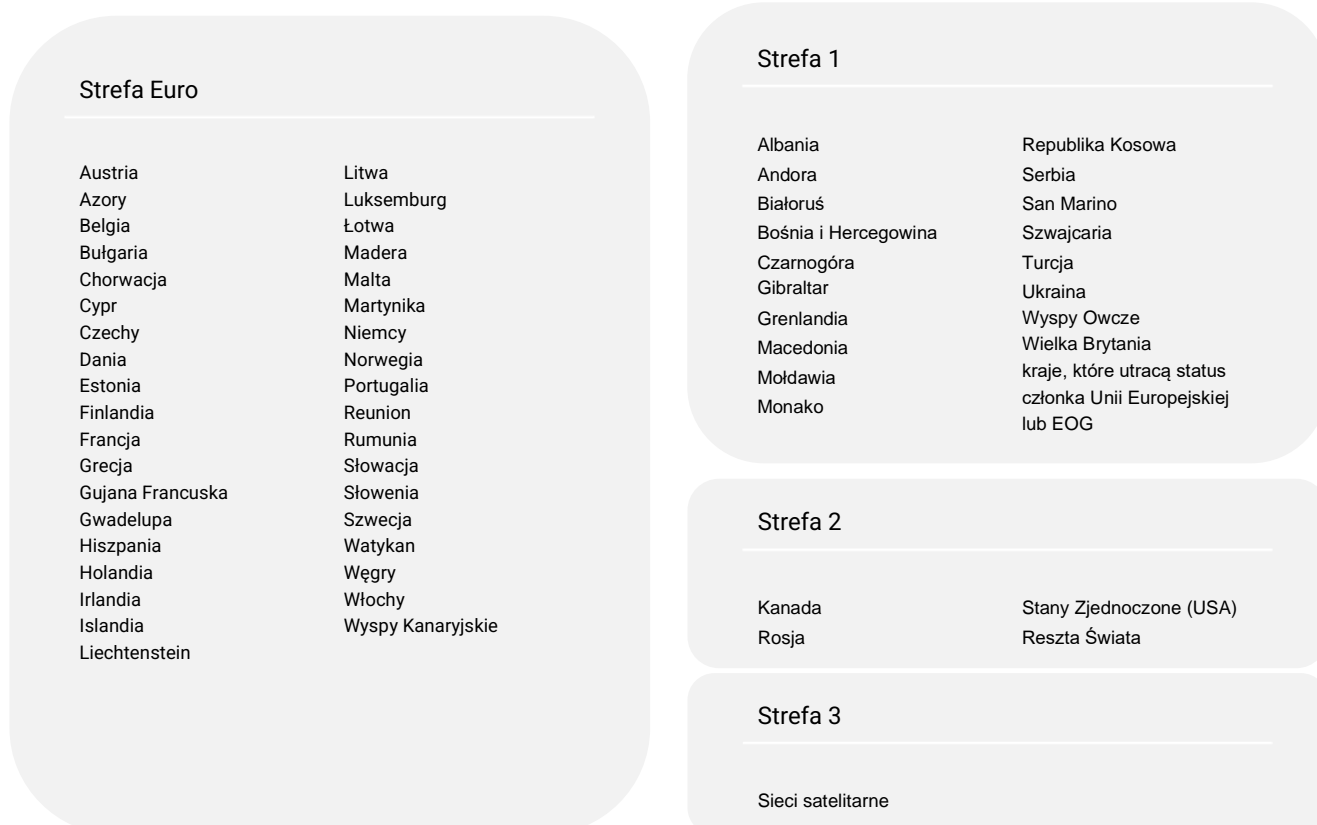 Strefa Euro
Austria
Azory
Belgia
Bułgaria
Chorwacja
Cypr
Czechy
Dania
Estonia
Finlandia
Francja
Grecja
Gujana Francuska
Gwadelupa
Hiszpania
Holandia
Irlandia
Islandia
Liechtenstein
Litwa
Luksemburg
Łotwa
Madera
Malta
Martynika
Niemcy
Norwegia
Portugalia
Reunion
Rumunia
Słowacja
Słowenia
Szwecja
Watykan
Węgry
Włochy
Wyspy Kanaryjskie
Strefa 1
Albania
Andora
Białoruś
Bośnia i Hercegowina
Czarnogóra
Gibraltar
Grenlandia
Macedonia
Mołdawia
Monako
Republika Kosowa
Serbia
San Marino
Szwajcaria
Turcja
Ukraina
Wyspy Owcze
Wielka Brytania
kraje, które utracą status
członka Unii Europejskiej
lub EOG
Strefa 2
Kanada
Rosja
Stany Zjednoczone (USA)
Reszta Świata
Strefa 3
Sieci satelitarne